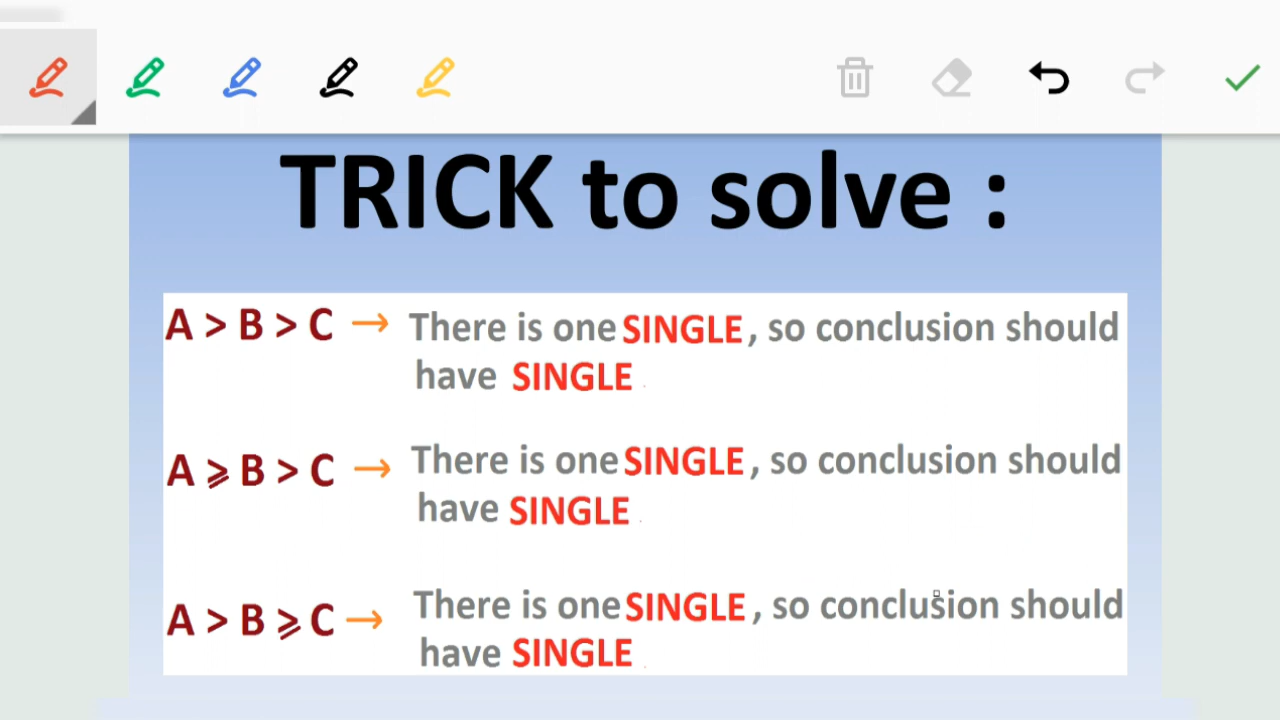 TRICK to solve :
A > B > C → There is one SINGLE , so conclusion should
have SINGLE
A ⩾ B > C → There is one SINGLE , so conclusion should
have SINGLE
A > B ⩾ C → There is one SINGLE , so conclusion should
have SINGLE